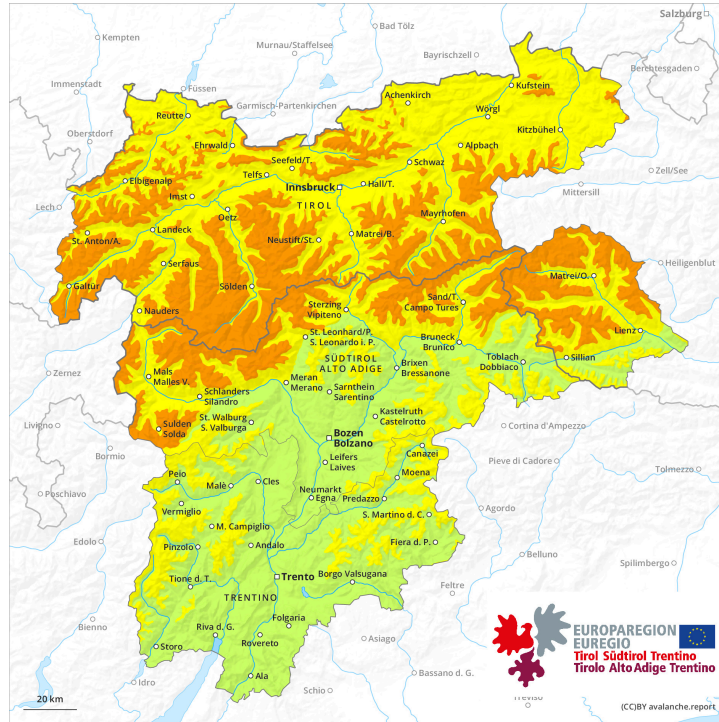 Salzburg
Kempten
Bad Tölz
Murnau/Staffelsee
Bayrischzell
Berchtesgaden
Immenstadt
Füssen
Garmisch-Partenkirchen
Achenkirch
Kufstein
Reutte
Wörgl
Oberstdorf
Ehrwald
Kitzbühel
Seefeld/T.
Alpbach
Schwaz
Zell/See
Elbigenalp
Telfs
Innsbruck
Hall/T.
Mittersill
Imst
TIROL
Lech
Oetz
Mayrhofen
Landeck
Matrei/B.
St. Anton/A.
Neustift/St.
Serfaus
Heiligenblut
Matrei/O.
Galtür
Sölden
Sand/T.
Campo Tures
Nauders
Sterzing
Vipiteno
Lienz
St. Leonhard/P.
S. Leonardo i. P.
Bruneck
Brunico
Toblach
Dobbiaco
Sillian
SÜDTIROL
ALTO ADIGE
Brixen
Bressanone
Zernez
Mals
Malles V.
Meran
Merano
Sarnthein
Sarentino
Schlanders
Silandro
St. Walburg
S. Valburga
Kastelruth
Castelrotto
Livigno
Sulden
Solda
Bozen
Bolzano
Cortina d'Ampezzo
Bormio
Canazei
Leifers
Laives
Pieve di Cadore
Moena
Tolmezzo
Peio
Malè
Cles
Neumarkt
Egna
Predazzo
Poschiavo
Vermiglio
Agordo
S. Martino d. C.
M. Campiglio
Edolo
Pinzolo
Andalo
Fiera d. P.
Belluno
Spilimbergo
Tione d. T.
Trento
Borgo Valsugana
Feltre
TRENTINO
Folgaria
Bienno
Riva d. G.
Rovereto
Asiago
Storo
Ala
Bassano d. G.
Idro
Schio
Treviso
EUROPAREGION
EUREGIO
Tirol Südtirol Trentino
Tirolo Alto Adige Trentino
20 km
(CC)BY avalanche.report